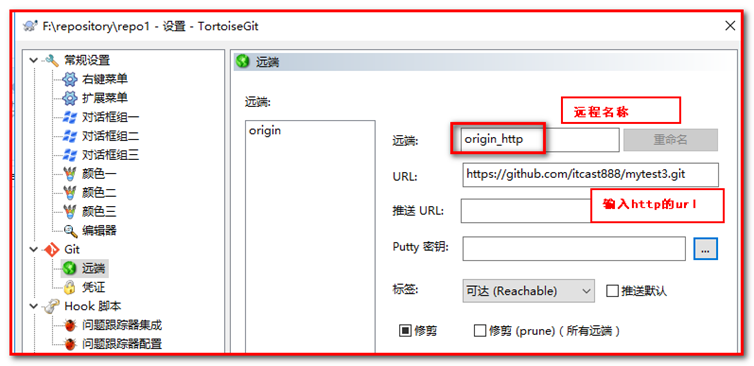 F:\repository\repo1 - 设置 - TortoiseGit
常规设置
右键菜单
扩展菜单
对话框组一
对话框组二
对话框组三
颜色一
颜色二
颜色三
编辑器
Git
远端
凭证
Hook 脚本
问题跟踪器集成
问题跟踪器配置
远端
远端:
origin
远程名称
远端:
origin_http
重命名
URL:
https://github.com/itcast888/mytest3.git
推送 URL:
输入http的url
Putty 密钥:
...
标签:
可达 (Reachable)
推送默认
修剪
修剪 (prune)（所有远端）